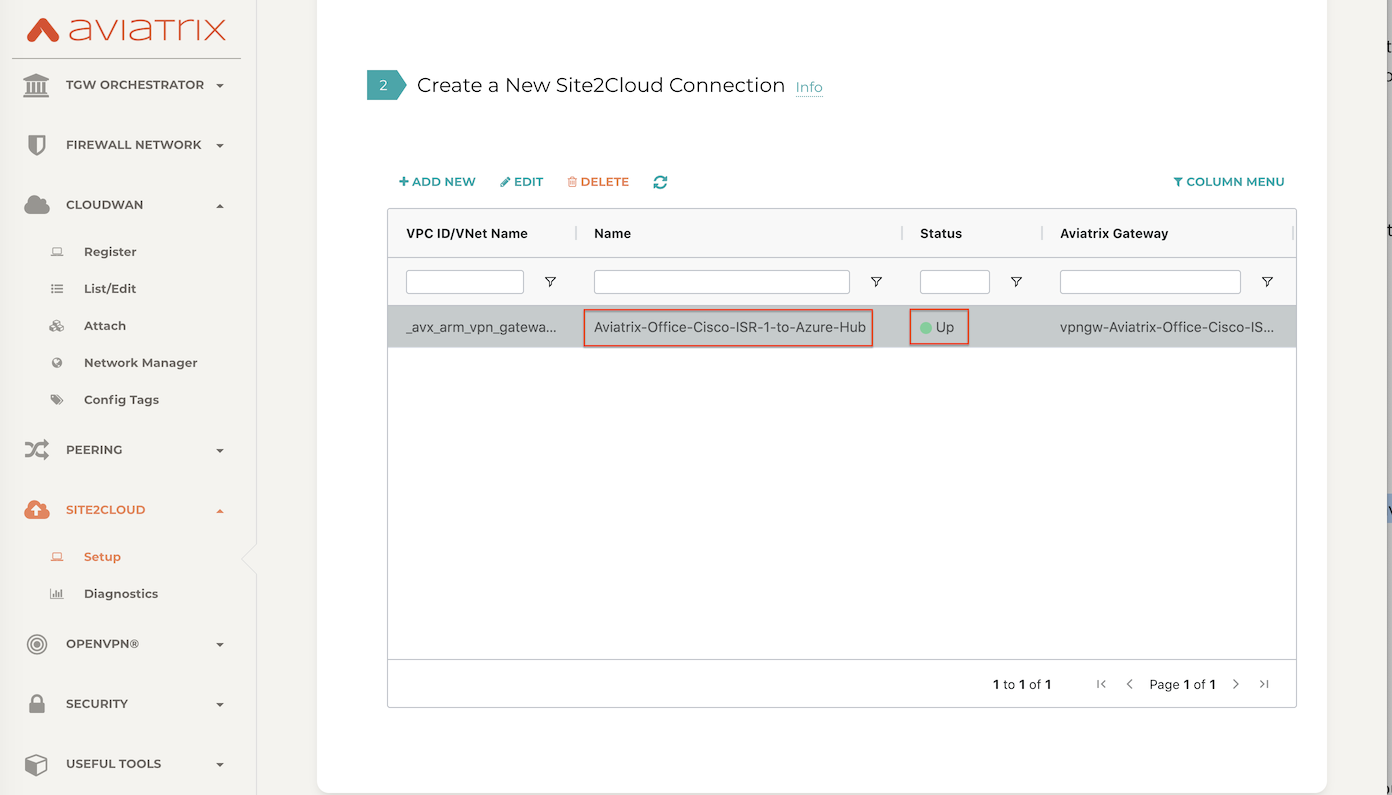 aviatrix
TGW ORCHESTRATOR
FIREWALL NETWORK
CLOUDWAN
Register
List/Edit
Attach
Network Manager
Config Tags
PEERING
SITE2CLOUD
Setup
Diagnostics
OPENVPN®
SECURITY
USEFUL TOOLS
2 Create a New Site2Cloud Connection Info
+ ADD NEW EDIT DELETE COLUMN MENU
VPC ID/VNet Name Name Status Aviatrix Gateway
_avx_arm_vpn_gatewa... Aviatrix-Office-Cisco-ISR-1-to-Azure-Hub Up vpngw-Aviatrix-Office-Cisco-IS...
1 to 1 of 1 Page 1 of 1